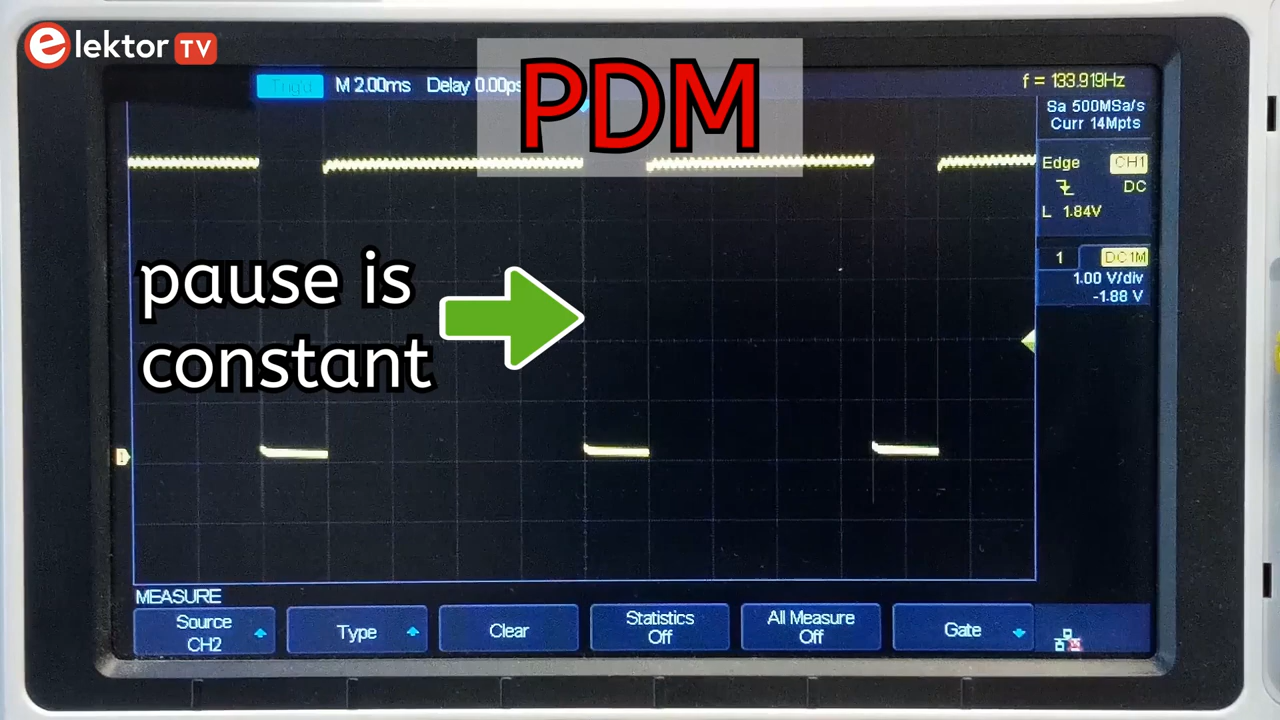 elektor TV
PDM
Trig'd M 2.00ms Delay 0.00ps
f = 133.919Hz
Sa 500MSa/s
Curr 14Mpts
Edge CH1
DC
L 1.84V
1 DC1M
1.00 V/div
-1.88 V
pause is
constant
MEASURE
Source
CH2
Type
Clear
Statistics
Off
All Measure
Off
Gate